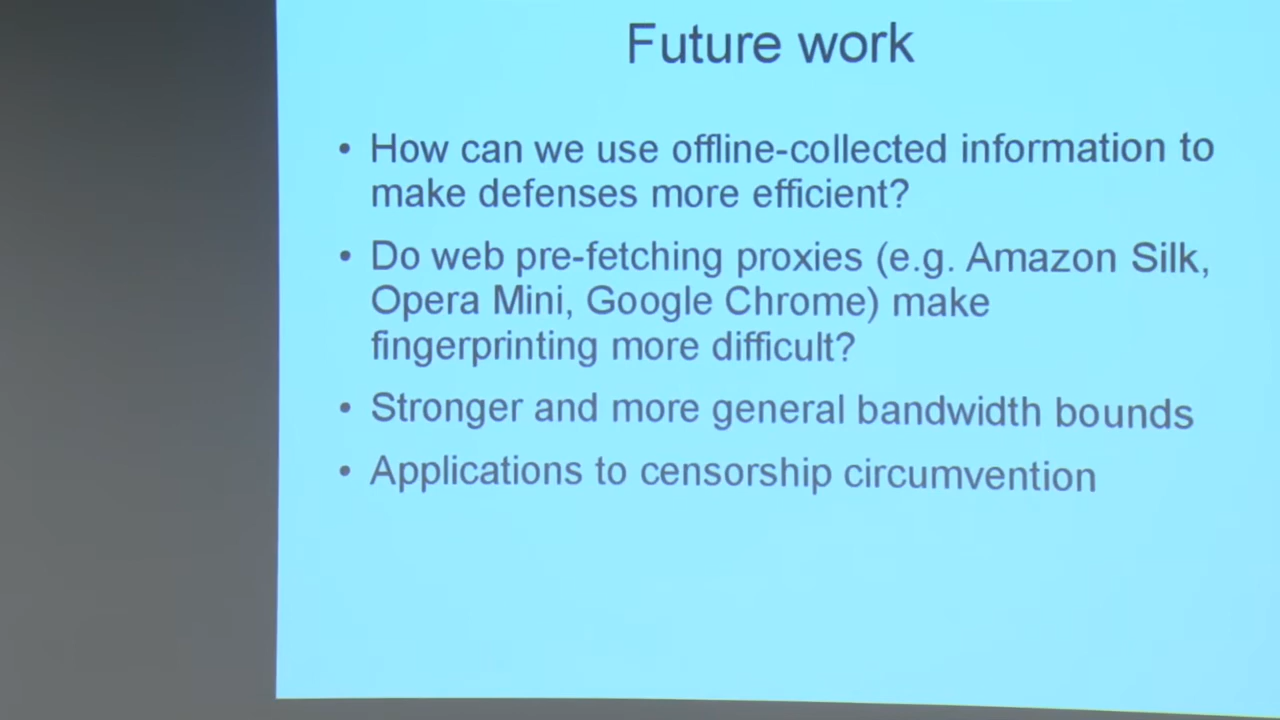 Future work
• How can we use offline-collected information to
make defenses more efficient?
• Do web pre-fetching proxies (e.g. Amazon Silk,
Opera Mini, Google Chrome) make
fingerprinting more difficult?
• Stronger and more general bandwidth bounds
• Applications to censorship circumvention